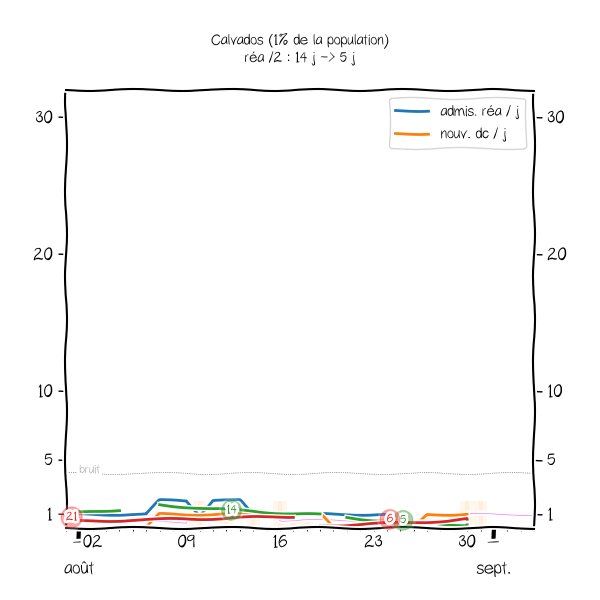 Calvados (1% de la population)
réa /2 : 14 j -> 5 j
admis. réa / j
nouv. dc / j
30
30
20
20
10
10
5
5
bruit
1
1
21
14
6
5
02
09
16
23
30
août
sept.